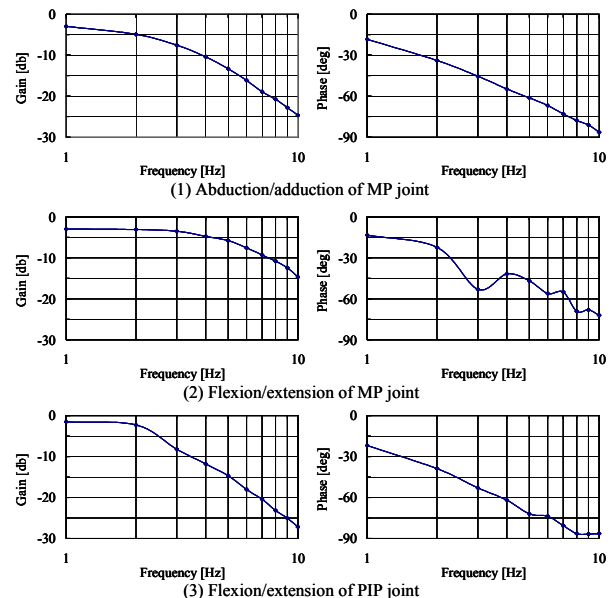 0
-10
-20
-30
Gain [db]
1
10
Frequency [Hz]
0
-30
-60
-90
Phase [deg]
1
10
Frequency [Hz]
(1) Abduction/adduction of MP joint
0
-10
-20
-30
Gain [db]
1
10
Frequency [Hz]
0
-30
-60
-90
Phase [deg]
1
10
Frequency [Hz]
(2) Flexion/extension of MP joint
0
-10
-20
-30
Gain [db]
1
10
Frequency [Hz]
0
-30
-60
-90
Phase [deg]
1
10
Frequency [Hz]
(3) Flexion/extension of PIP joint